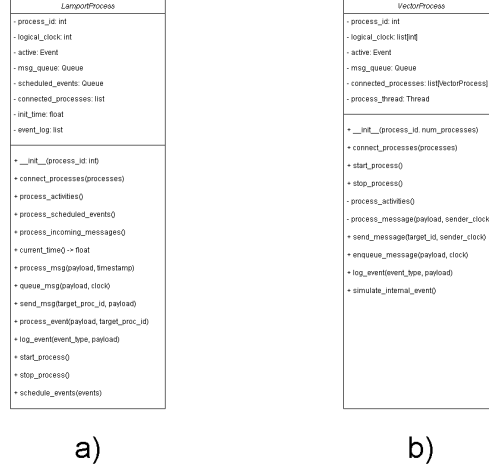 LamportProcess
- process_id: int
- logical_clock: int
- active: Event
- msg_queue: Queue
- scheduled_events: Queue
- connected_processes: list
- init_time: float
- event_log: list
+ __init__(process_id: int)
+ connect_processes(processes)
+ process_activities()
+ process_scheduled_events()
+ process_incoming_messages()
+ current_time() -> float
+ process_msg(payload, timestamp)
+ queue_msg(payload, clock)
+ send_msg(target_proc_id, payload)
+ process_event(payload, target_proc_id)
+ log_event(event_type, payload)
+ start_process()
+ stop_process()
+ schedule_events(events)
a)
VectorProcess
- process_id: int
- logical_clock: list[int]
- active: Event
- msg_queue: Queue
- connected_processes: list[VectorProcess]
- process_thread: Thread
+ __init__(process_id. num_processes)
+ connect_processes(processes)
+ start_process()
+ stop_process()
- process_activities()
- process_message(payload, sender_clock
+ send_message(target_id, sender_clock)
+ enqueue_message(payload, clock)
+ log_event(event_type, payload)
+ simulate_internal_event()
b)